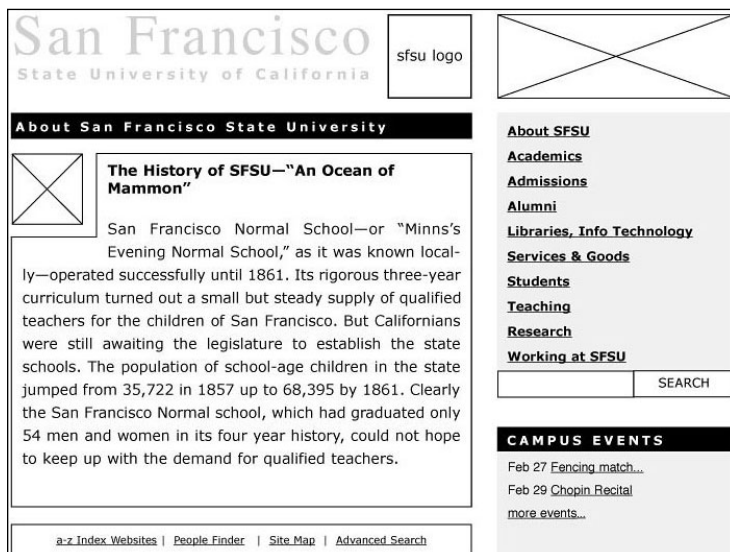 San Francisco
State University of California
sfsu logo
About San Francisco State University
The History of SFSU—“An Ocean of
Mammon”
San Francisco Normal School—or “Minns’s
Evening Normal School,” as it was known local-
ly—operated successfully until 1861. Its rigorous three-year
curriculum turned out a small but steady supply of qualified
teachers for the children of San Francisco. But Californians
were still awaiting the legislature to establish the state
schools. The population of school-age children in the state
jumped from 35,722 in 1857 up to 68,395 by 1861. Clearly
the San Francisco Normal school, which had graduated only
54 men and women in its four year history, could not hope
to keep up with the demand for qualified teachers.
a-z Index Websites | People Finder | Site Map | Advanced Search
About SFSU
Academics
Admissions
Alumni
Libraries, Info Technology
Services & Goods
Students
Teaching
Research
Working at SFSU
SEARCH
CAMPUS EVENTS
Feb 27 Fencing match...
Feb 29 Chopin Recital
more events...